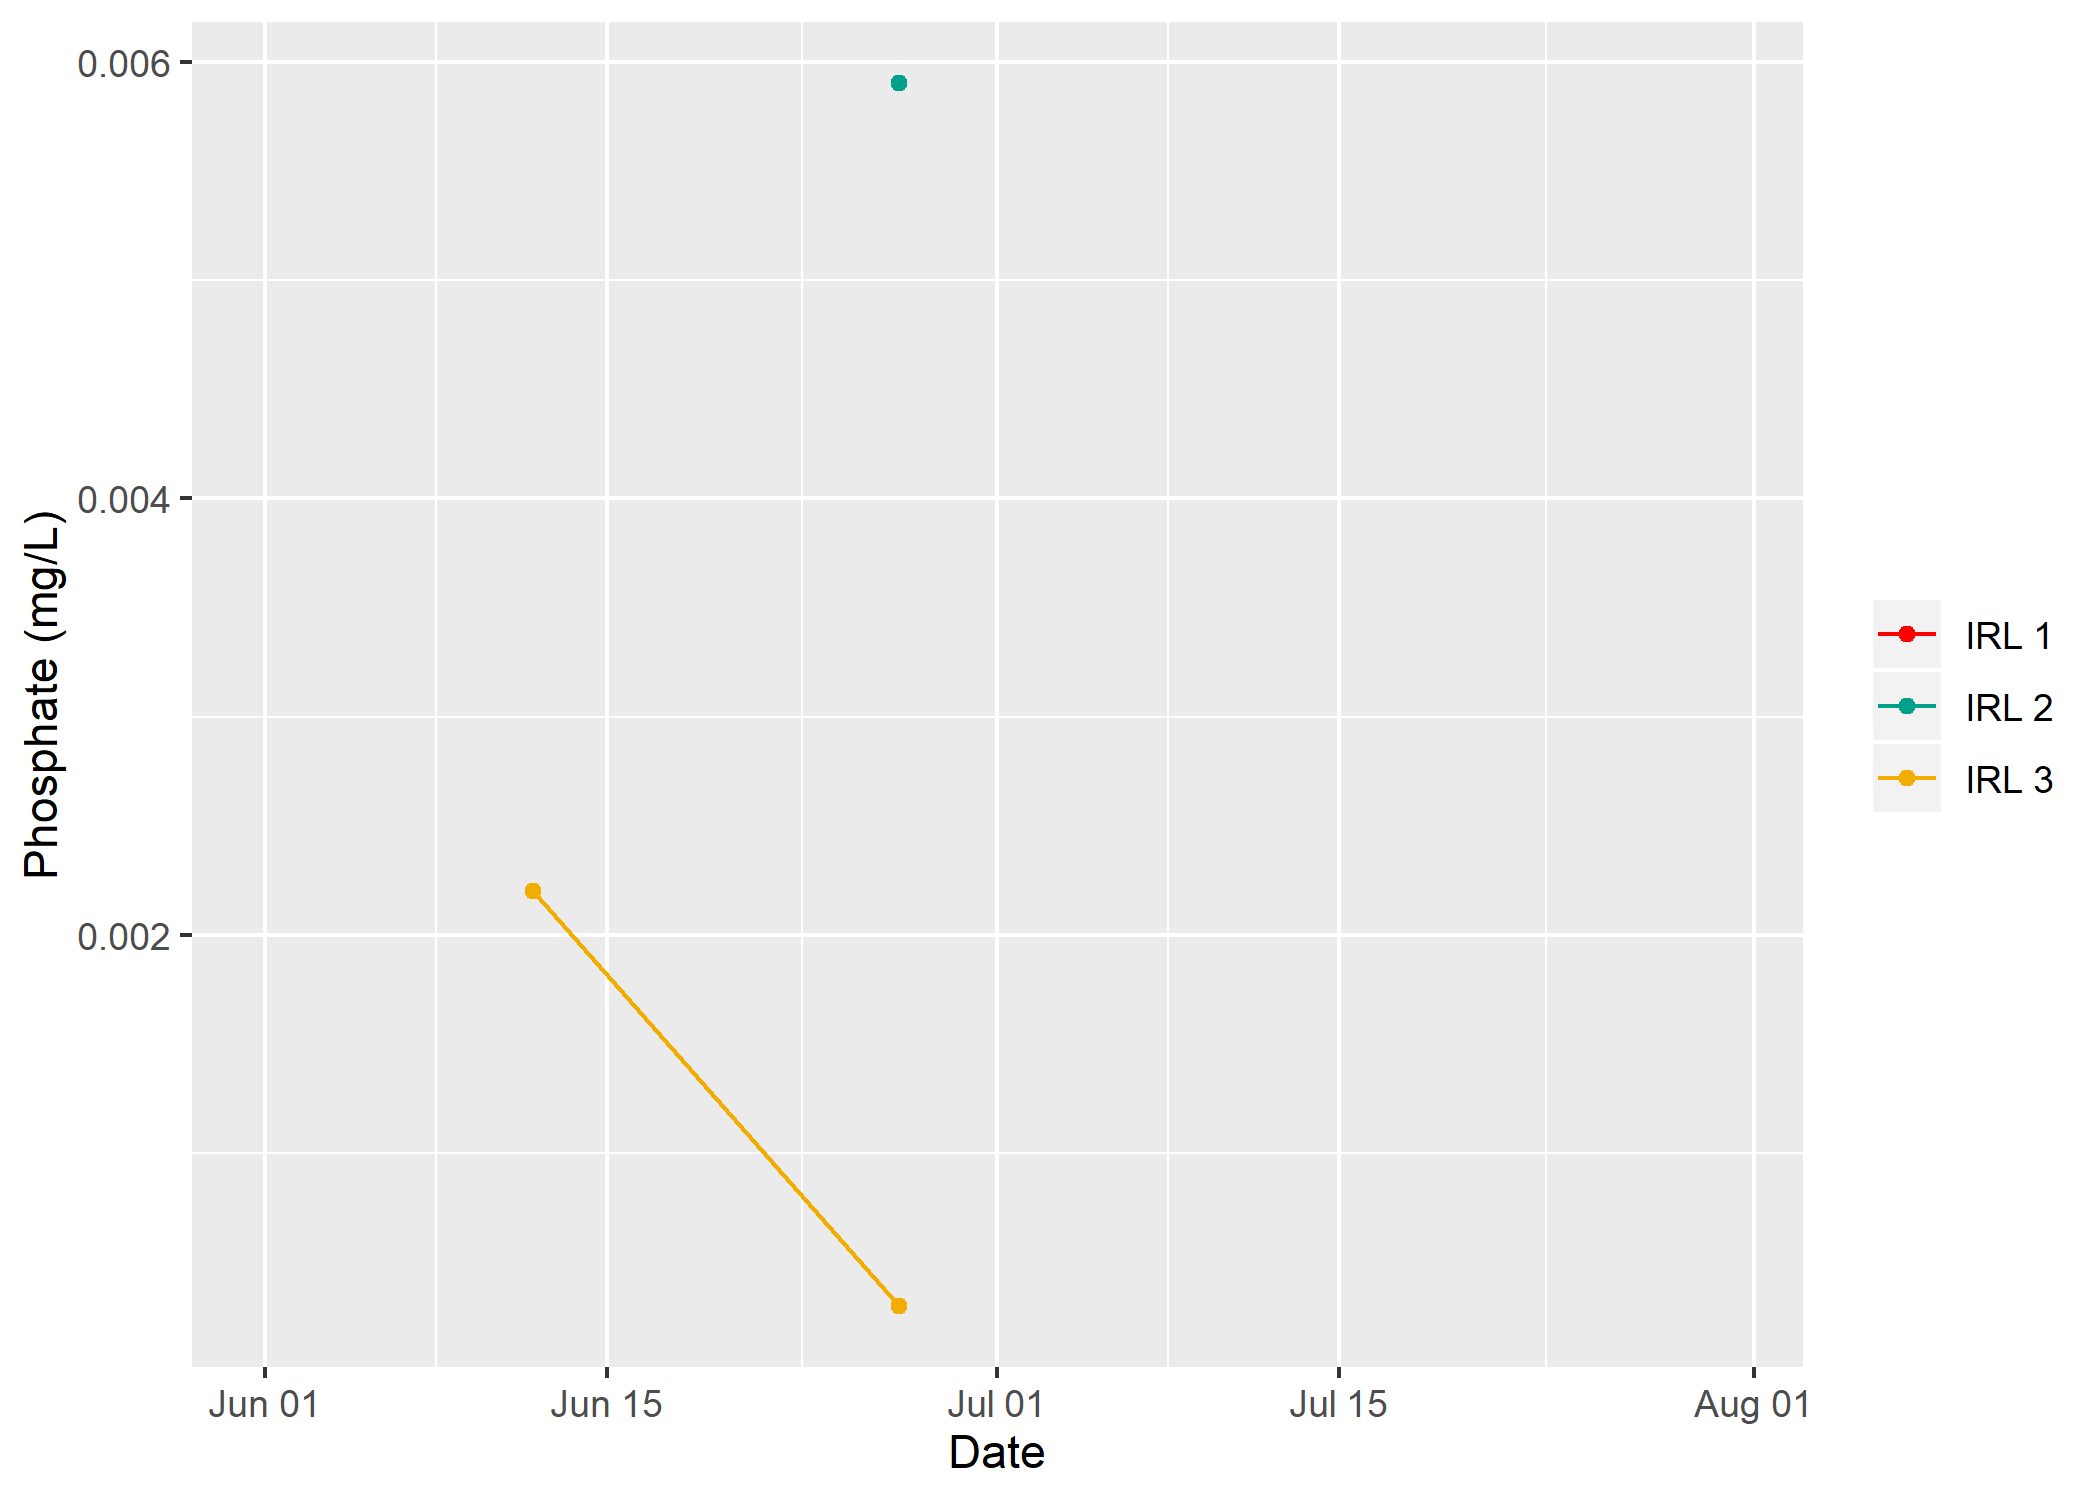 0.006
0.004
0.002
Phosphate (mg/L)
Jun 01
Jun 15
Jul 01
Jul 15
Aug 01
Date
IRL 1
IRL 2
IRL 3